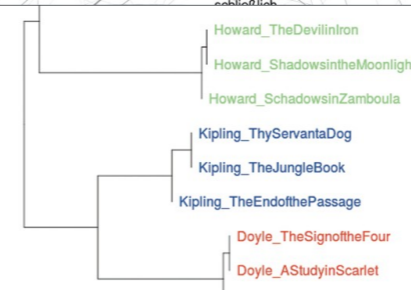 Howard_TheDevilinIron
Howard_ShadowsintheMoonligh
Howard_SchadowsinZamboula
Kipling_ThyServantaDog
Kipling_TheJungleBook
Kipling_TheEndofthePassage
Doyle_TheSignoftheFour
Doyle_AStudyinScarlet